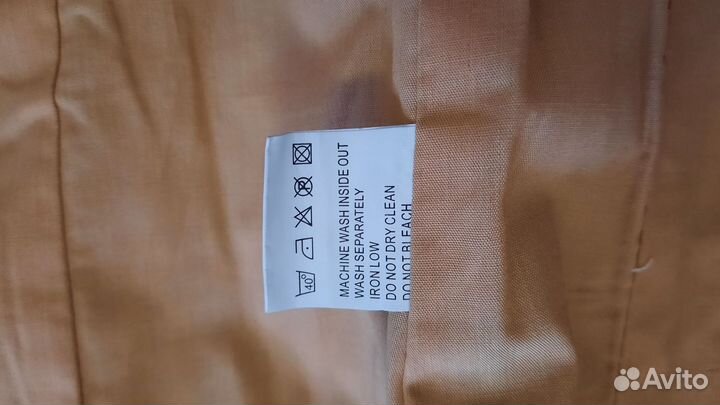 40°
P
MACHINE WASH INSIDE OUT
WASH SEPARATELY
IRON LOW
DO NOT DRY CLEAN
DO NOT BLEACH
Avito